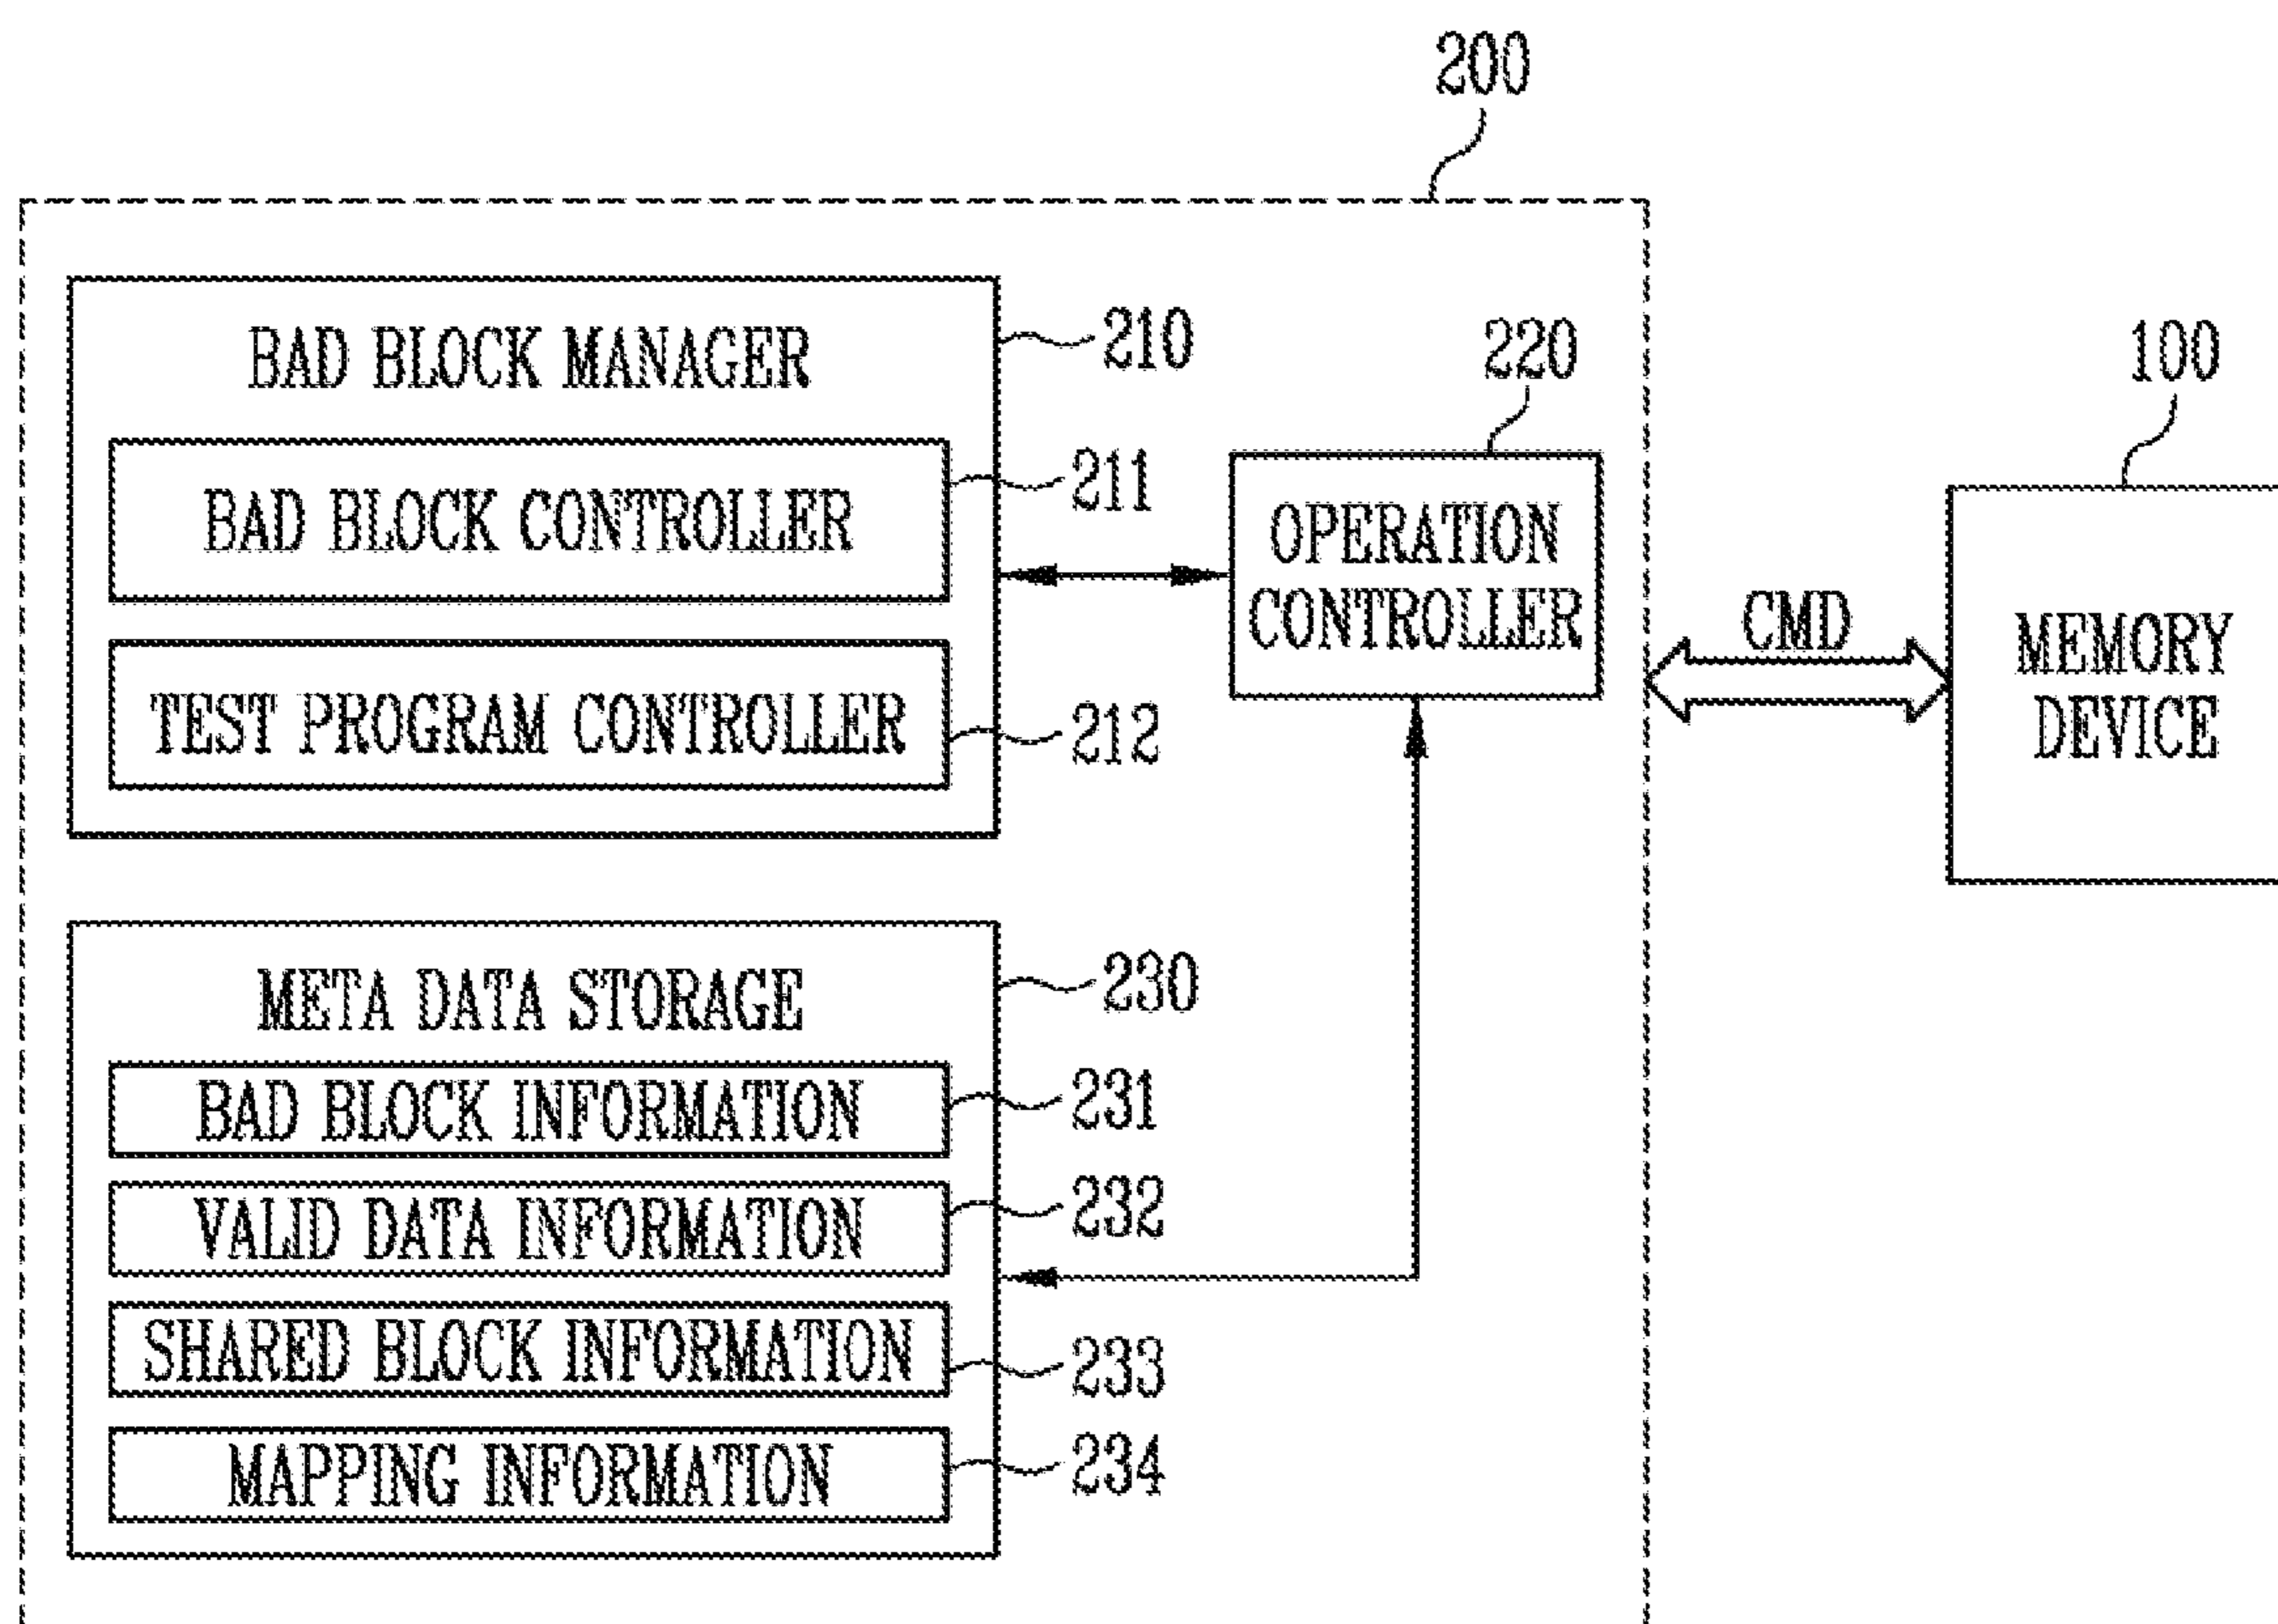 200
BAD BLOCK MANAGER
210
BAD BLOCK CONTROLLER
211
TEST PROGRAM CONTROLLER
212
220
OPERATION
CONTROLLER
CMD
100
MEMORY
DEVICE
META DATA STORAGE
230
BAD BLOCK INFORMATION
231
VALID DATA INFORMATION
232
SHARED BLOCK INFORMATION
233
MAPPING INFORMATION
234